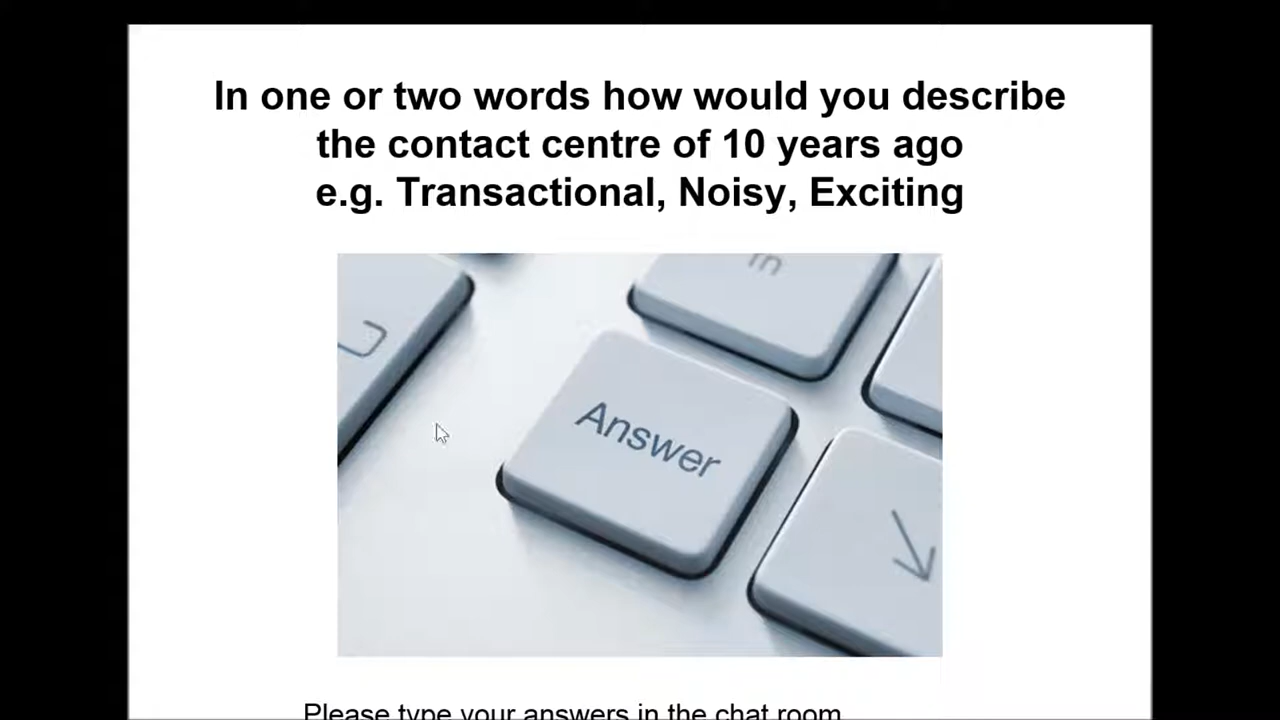 In one or two words how would you describe
the contact centre of 10 years ago
e.g. Transactional, Noisy, Exciting
Answer
Please type your answers in the chat room